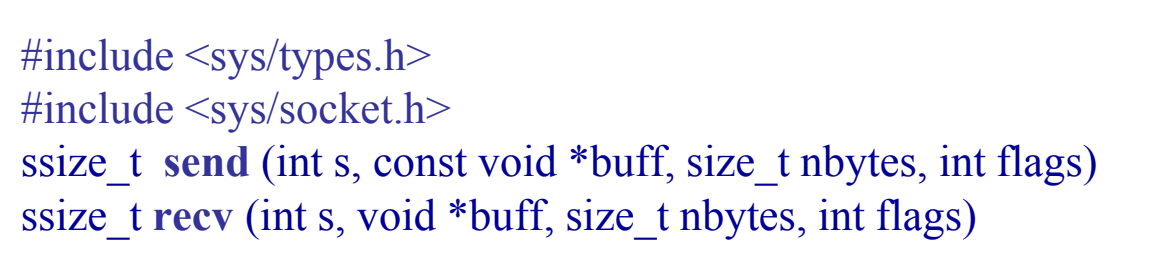 #include <sys/types.h>
#include <sys/socket.h>
ssize_t send (int s, const void *buff, size_t nbytes, int flags)
ssize_t recv (int s, void *buff, size_t nbytes, int flags)